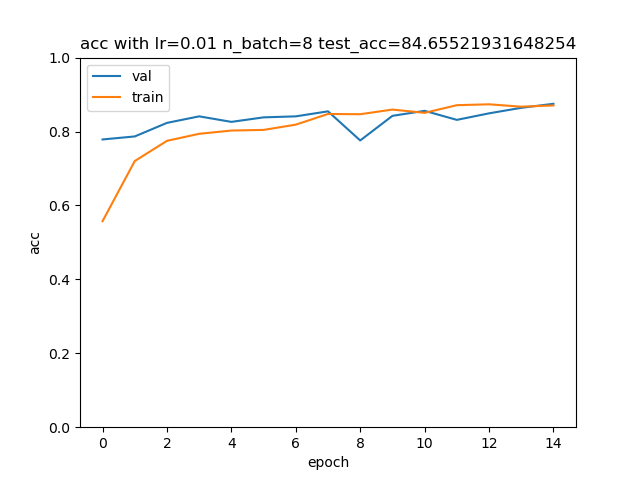 acc with lr=0.01 n_batch=8 test_acc=84.65521931648254
val
train
1.0
0.8
0.6
0.4
0.2
0.0
acc
0 2 4 6 8 10 12 14
epoch